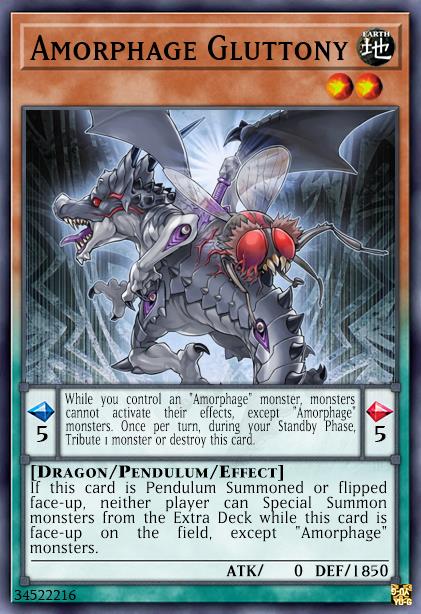 Amorphage Gluttony
EARTH
地
While you control an "Amorphage" monster, monsters
cannot activate their effects, except "Amorphage"
monsters. Once per turn, during your Standby Phase,
Tribute 1 monster or destroy this card.
5
5
[Dragon/Pendulum/Effect]
If this card is Pendulum Summoned or flipped
face-up, neither player can Special Summon
monsters from the Extra Deck while this card is
face-up on the field, except "Amorphage"
monsters.
ATK/ 0 DEF/1850
34522216